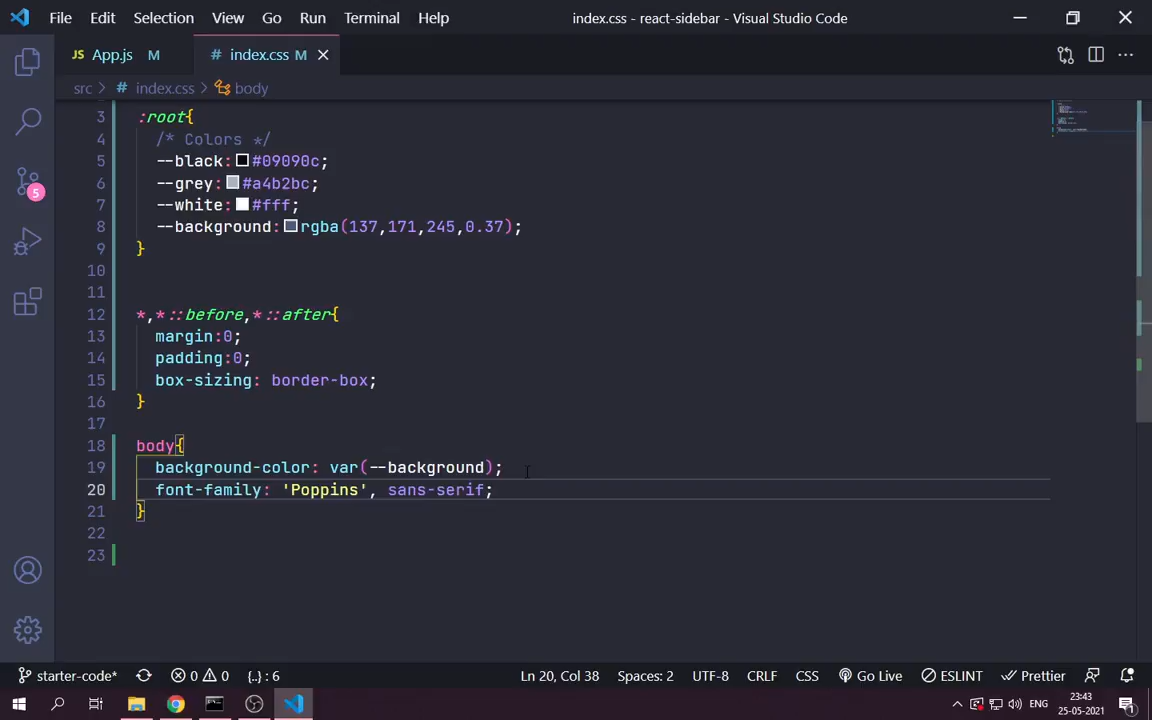 File Edit Selection View Go Run Terminal Help index.css - react-sidebar - Visual Studio Code
JS App.js M # index.css M
src > # index.css > body
3 :root{
4 /* Colors */
5 --black: #09090c;
6 --grey: #a4b2bc;
7 --white: #fff;
8 --background: rgba(137,171,245,0.37);
9 }
10
11
12 *,*::before,*::after{
13 margin:0;
14 padding:0;
15 box-sizing: border-box;
16 }
17
18 body{
19 background-color: var(--background);
20 font-family: 'Poppins', sans-serif;
21 }
22
23
5
starter-code* 0 0 {..} : 6 Ln 20, Col 38 Spaces: 2 UTF-8 CRLF CSS Go Live ESLINT Prettier
ENG 23:43
25-05-2021 1